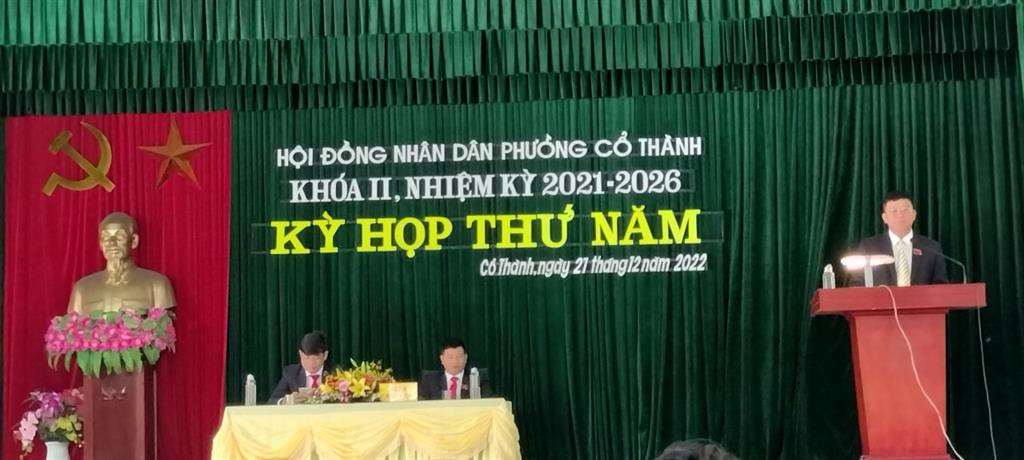 HỘI ĐỒNG NHÂN DÂN PHƯỜNG CỔ THÀNH
KHÓA II, NHIỆM KỲ 2021-2026
KỲ HỌP THỨ NĂM
Cổ Thành, ngày 21 tháng 12 năm 2022